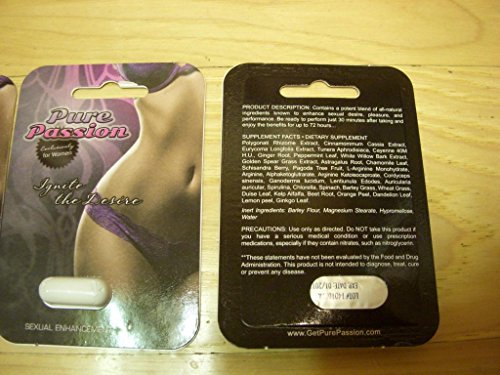 Pure
Passion
Exclusively
for Women
Ignite
the Desire
SEXUAL ENHANCEMENT
PRODUCT DESCRIPTION: Contains a potent blend of all-natural
ingredients known to enhance sexual desire, pleasure, and
performance. Be ready to perform just 30 minutes after taking and
enjoy the benefits for up to 72 hours...
SUPPLEMENT FACTS - DIETARY SUPPLEMENT
Polygonati Rhizome Extract, Cinnamomum Cassia Extract,
Eurycoma Longfolia Extract, Tunera Aphrodisiaca, Cayenne 40M
H.U., Ginger Root, Peppermint Leaf, White Willow Bark Extract,
Golden Spear Grass Extract, Astragalus Root, Chamomile Leaf,
Schisandra Berry, Pagoda Tree Fruit, L-Arginine Monohydrate,
Arginine, Alphaketoglutarate, Arginine Ketoisocaproate, Cordyceps
sinensis, Ganoderma lucidum, Lentunula Edodes, Auricularia
auricular, Spirulina, Chlorella, Spinach, Barley Grass, Wheat Grass,
Dulse Leaf, Kelp Alfalfa, Beet Root, Orange Peel, Dandelion Leaf,
Lemon peel, Ginkgo Leaf.
Inert Ingredients: Barley Flour, Magnesium Stearate, Hypromellose,
Water
PRECAUTIONS: Use only as directed. Do NOT take this product if
you have a serious medical condition or use prescription
medications, especially if they contain nitrates, such as nitroglycerin.
**These statements have not been evaluated by the Food and Drug
Administration. This product is not intended to diagnose, treat, cure
or prevent any disease.
EXP DATE 01/201
www.GetPurePassion.com